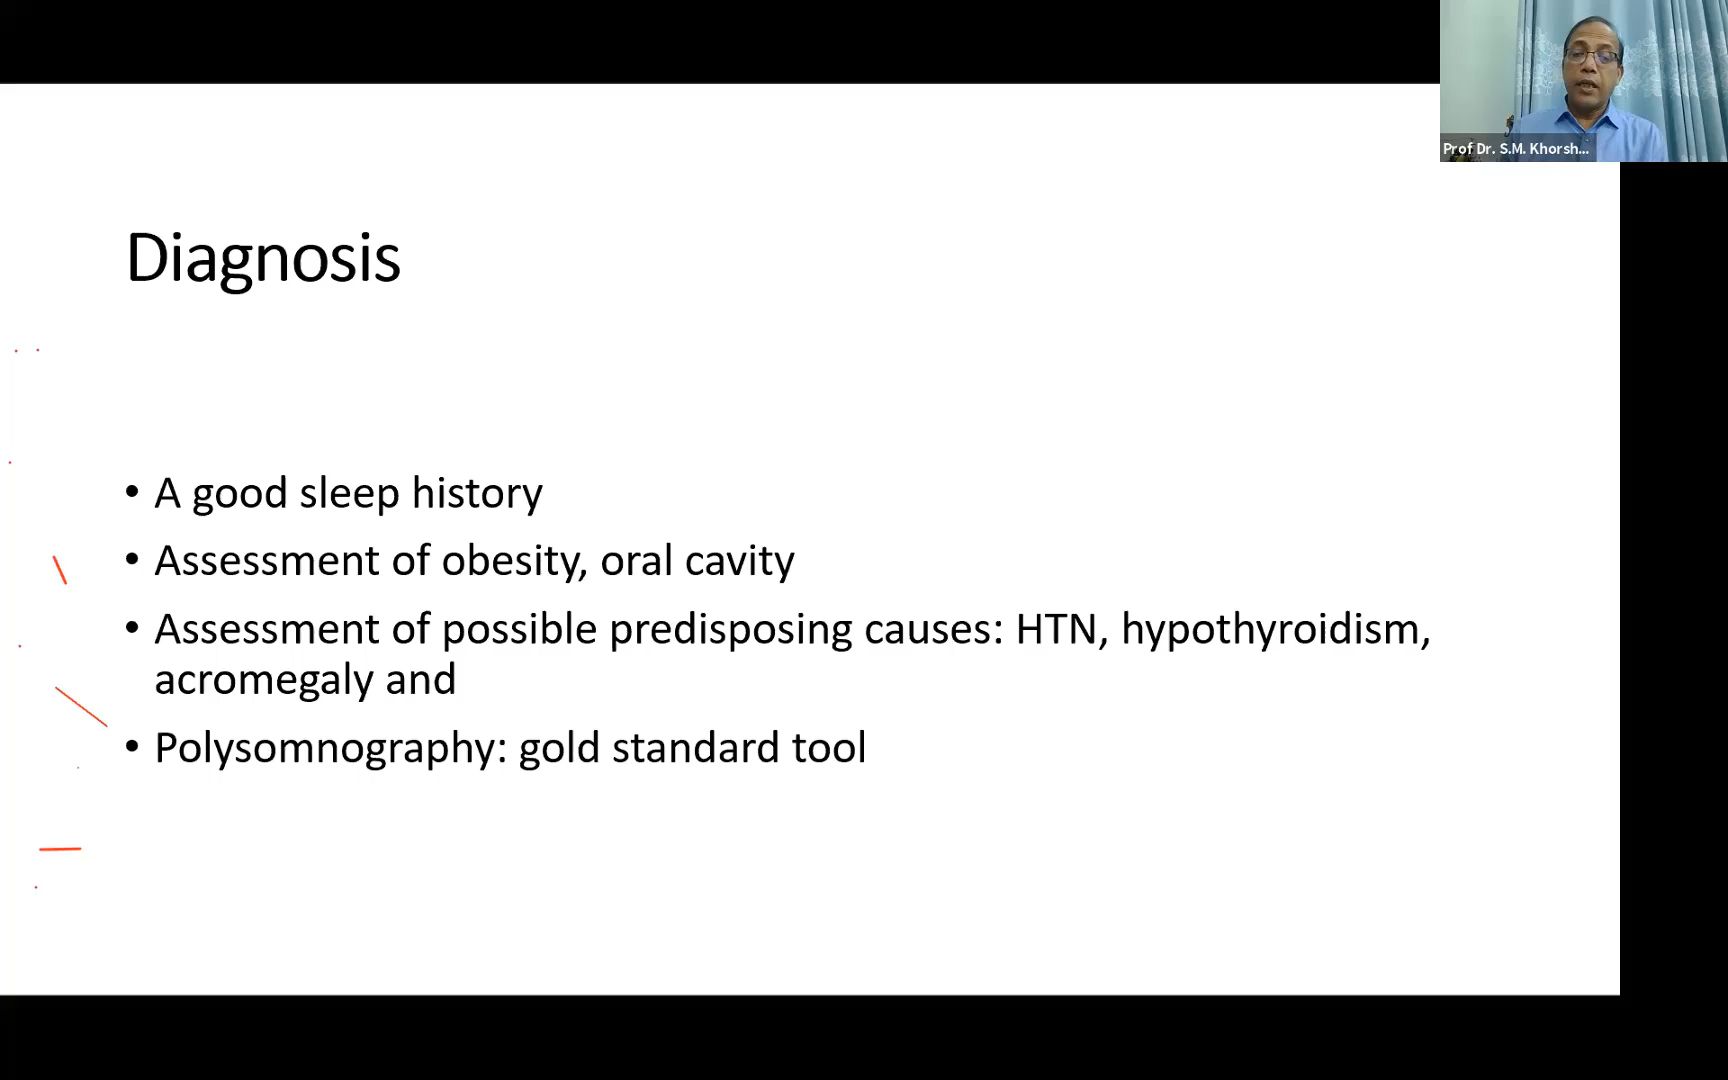 Prof Dr. S.M. Khorsh...
Diagnosis
• A good sleep history
• Assessment of obesity, oral cavity
• Assessment of possible predisposing causes: HTN, hypothyroidism,
acromegaly and
• Polysomnography: gold standard tool